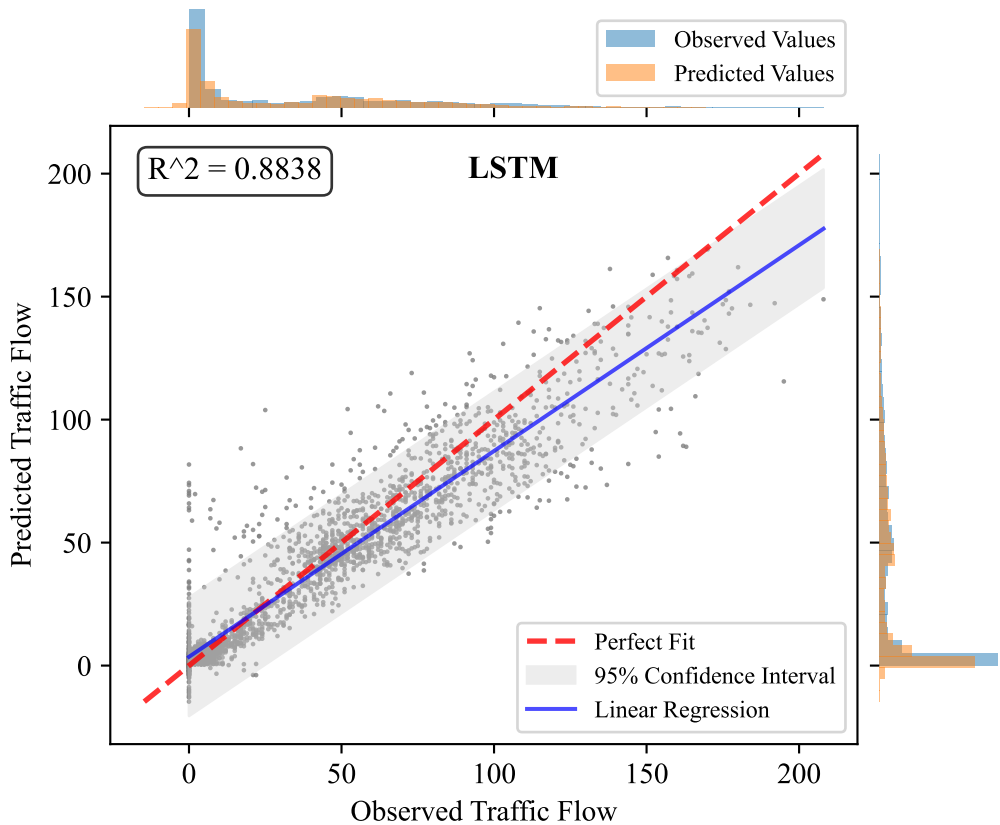 Observed Values
Predicted Values
0
50
100
150
200
R^2 = 0.8838
LSTM
Predicted Traffic Flow
Perfect Fit
95% Confidence Interval
Linear Regression
0 50 100 150 200
Observed Traffic Flow